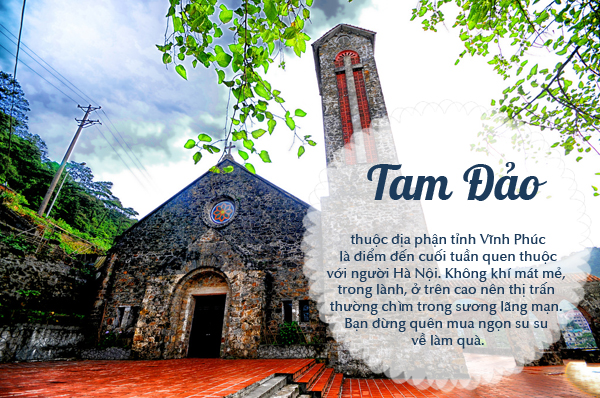 Tam Đảo
thuộc địa phận tỉnh Vĩnh Phúc
là điểm đến cuối tuần quen thuộc
với người Hà Nội. Không khí mát mẻ,
trong lành, ở trên cao nên thị trấn
thường chìm trong sương lãng mạn.
Bạn đừng quên mua ngọn su su
về làm quà.